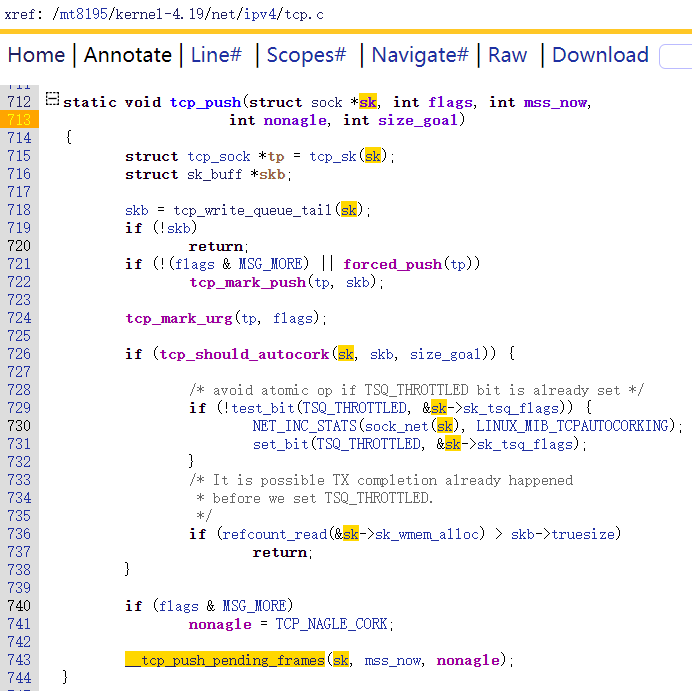 xref: /mt8195/kernel-4.19/net/ipv4/tcp.c
Home | Annotate | Line# | Scopes# | Navigate# | Raw | Download
711
712 static void tcp_push(struct sock *sk, int flags, int mss_now,
713 int nonagle, int size_goal)
714 {
715 struct tcp_sock *tp = tcp_sk(sk);
716 struct sk_buff *skb;
717
718 skb = tcp_write_queue_tail(sk);
719 if (!skb)
720 return;
721 if (!(flags & MSG_MORE) || forced_push(tp))
722 tcp_mark_push(tp, skb);
723
724 tcp_mark_urg(tp, flags);
725
726 if (tcp_should_autocork(sk, skb, size_goal)) {
727
728 /* avoid atomic op if TSQ_THROTTLED bit is already set */
729 if (!test_bit(TSQ_THROTTLED, &sk->sk_tsq_flags)) {
730 NET_INC_STATS(sock_net(sk), LINUX_MIB_TCPAUTOCORKING);
731 set_bit(TSQ_THROTTLED, &sk->sk_tsq_flags);
732 }
733 /* It is possible TX completion already happened
734 * before we set TSQ_THROTTLED.
735 */
736 if (refcount_read(&sk->sk_wmem_alloc) > skb->truesize)
737 return;
738 }
739
740 if (flags & MSG_MORE)
741 nonagle = TCP_NAGLE_CORK;
742
743 __tcp_push_pending_frames(sk, mss_now, nonagle);
744 }